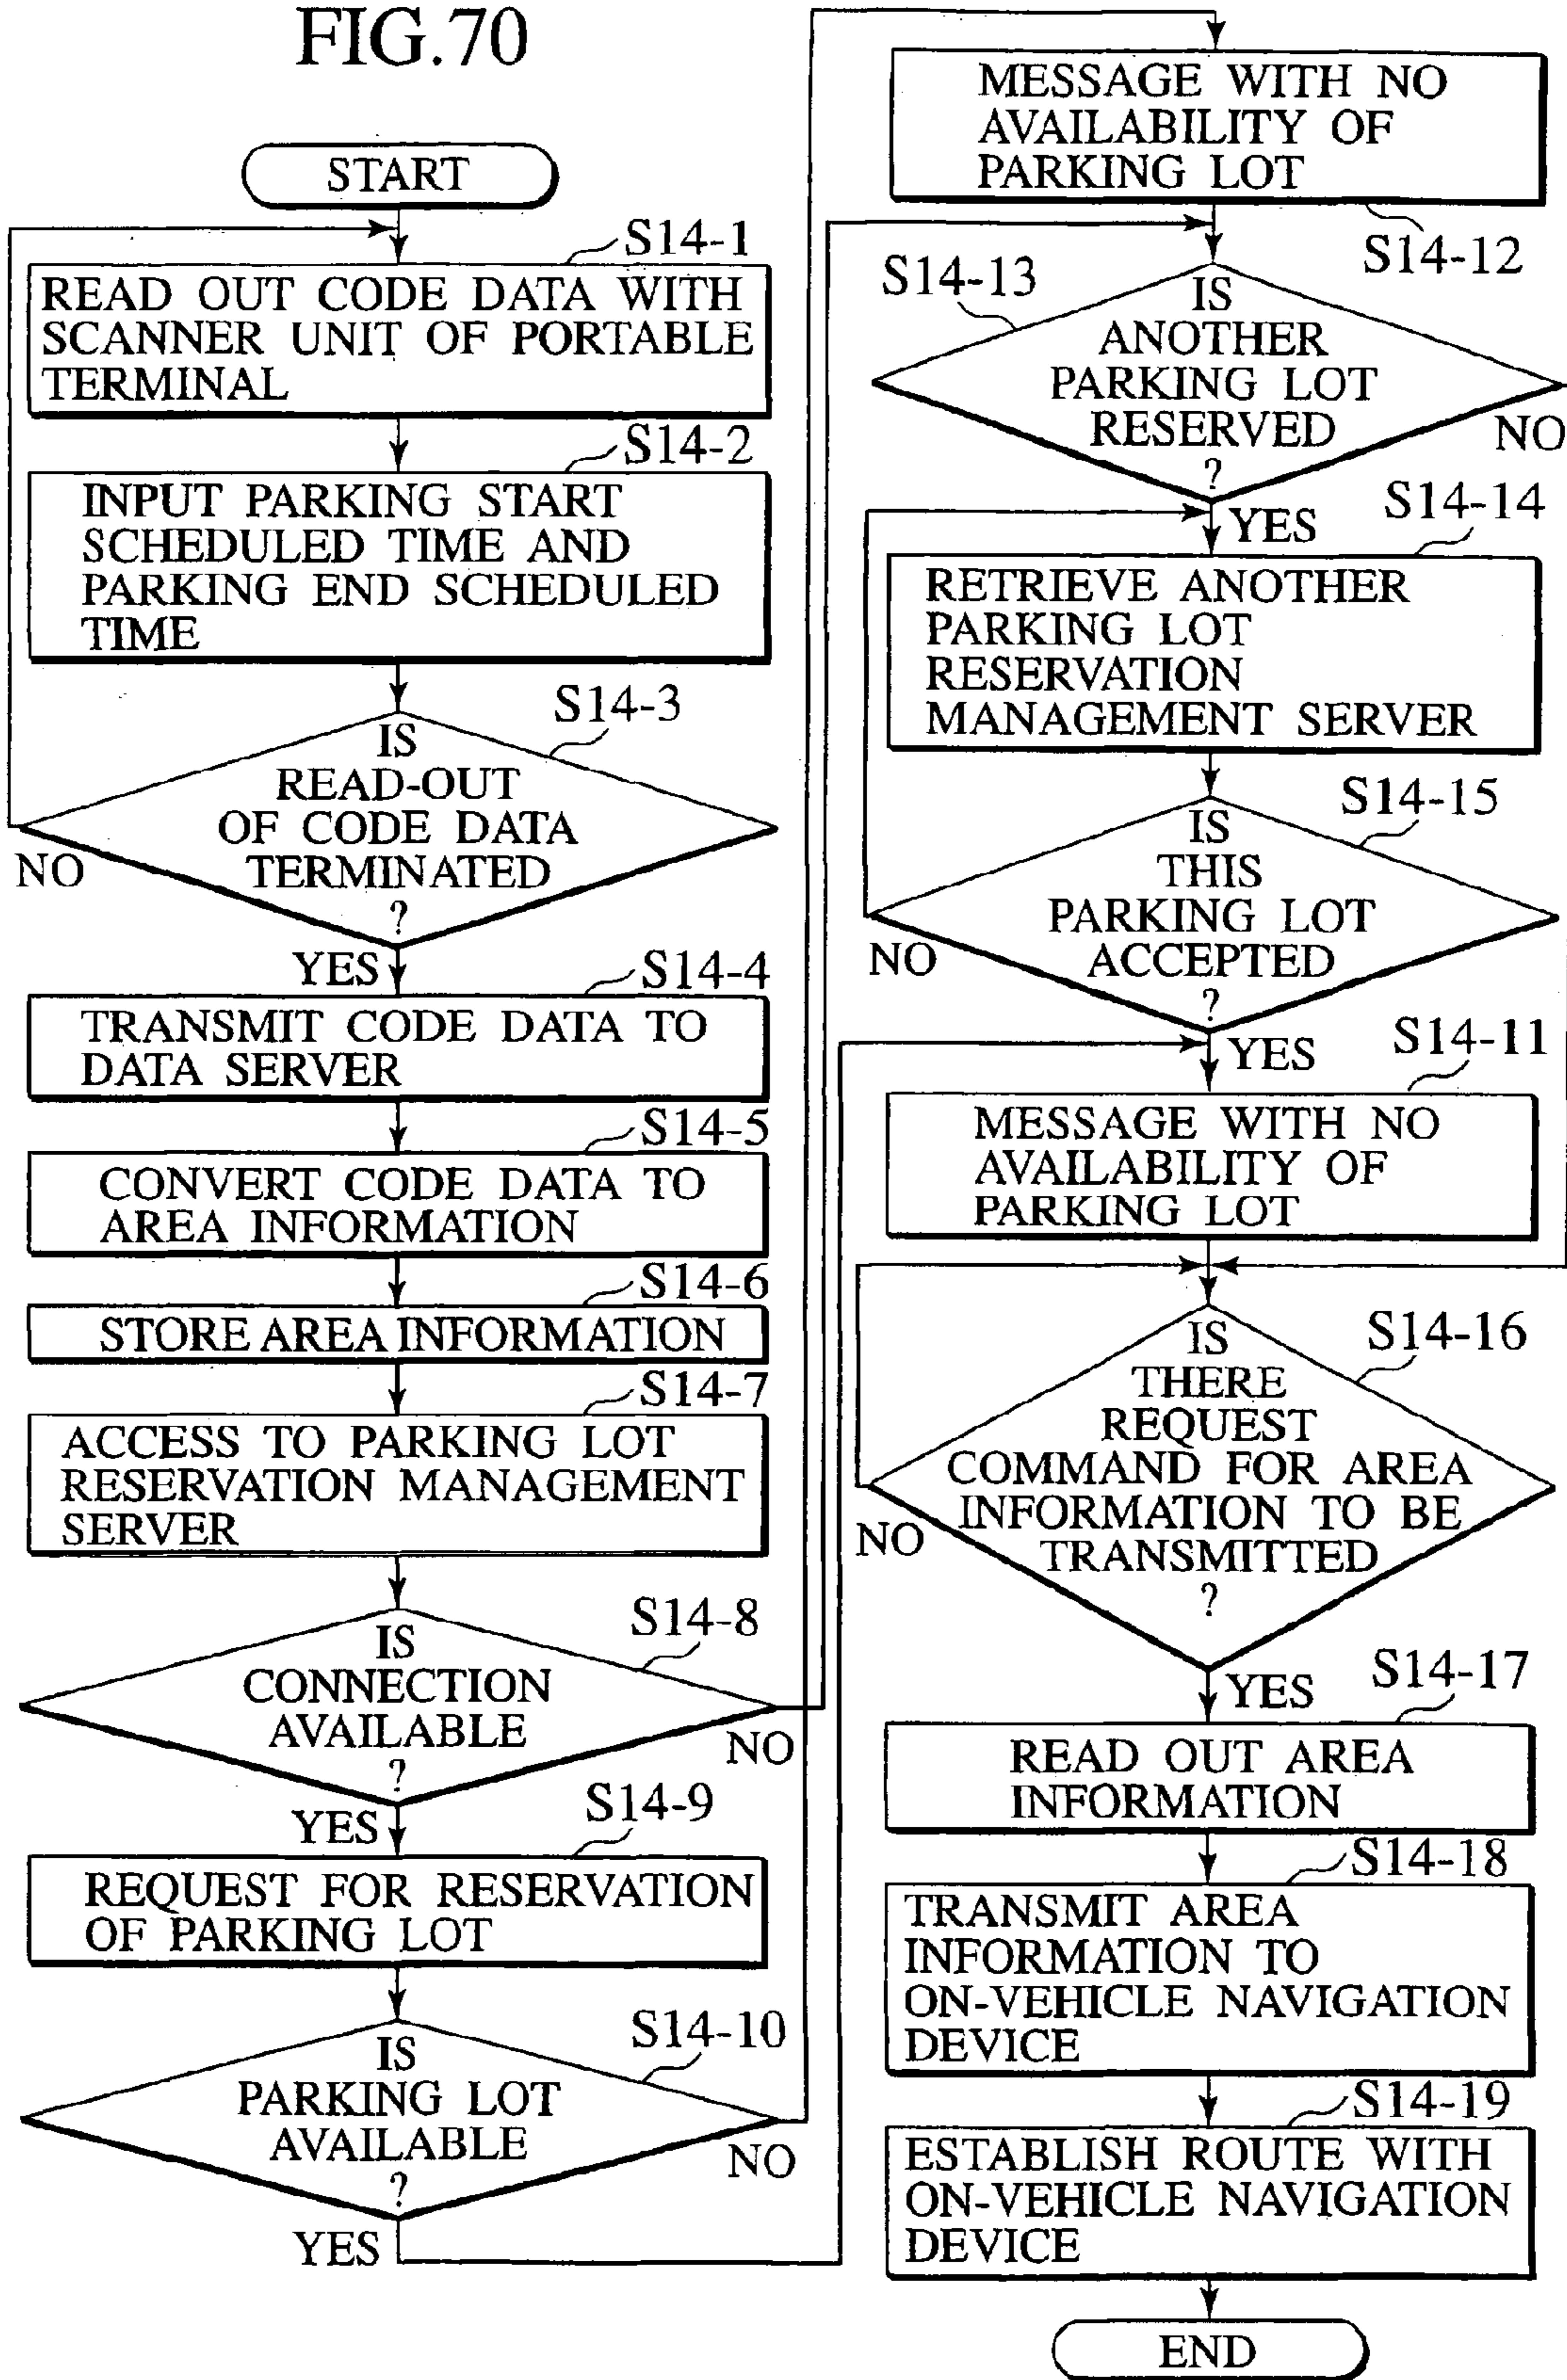 FIG.70
START
S14-1
READ OUT CODE DATA WITH
SCANNER UNIT OF PORTABLE
TERMINAL
S14-2
INPUT PARKING START
SCHEDULED TIME AND
PARKING END SCHEDULED
TIME
S14-3
IS
READ-OUT
OF CODE DATA
TERMINATED
?
NO
YES
S14-4
TRANSMIT CODE DATA TO
DATA SERVER
S14-5
CONVERT CODE DATA TO
AREA INFORMATION
S14-6
STORE AREA INFORMATION
S14-7
ACCESS TO PARKING LOT
RESERVATION MANAGEMENT
SERVER
S14-8
IS
CONNECTION
AVAILABLE
?
NO
YES
S14-9
REQUEST FOR RESERVATION
OF PARKING LOT
S14-10
IS
PARKING LOT
AVAILABLE
?
NO
YES
MESSAGE WITH NO
AVAILABILITY OF
PARKING LOT
S14-12
S14-13
IS
ANOTHER
PARKING LOT
RESERVED
?
NO
YES
S14-14
RETRIEVE ANOTHER
PARKING LOT
RESERVATION
MANAGEMENT SERVER
S14-15
IS
THIS
PARKING LOT
ACCEPTED
?
NO
YES
S14-11
MESSAGE WITH NO
AVAILABILITY OF
PARKING LOT
S14-16
IS
THERE
REQUEST
COMMAND FOR AREA
INFORMATION TO BE
TRANSMITTED
?
NO
YES
S14-17
READ OUT AREA
INFORMATION
S14-18
TRANSMIT AREA
INFORMATION TO
ON-VEHICLE NAVIGATION
DEVICE
S14-19
ESTABLISH ROUTE WITH
ON-VEHICLE NAVIGATION
DEVICE
END